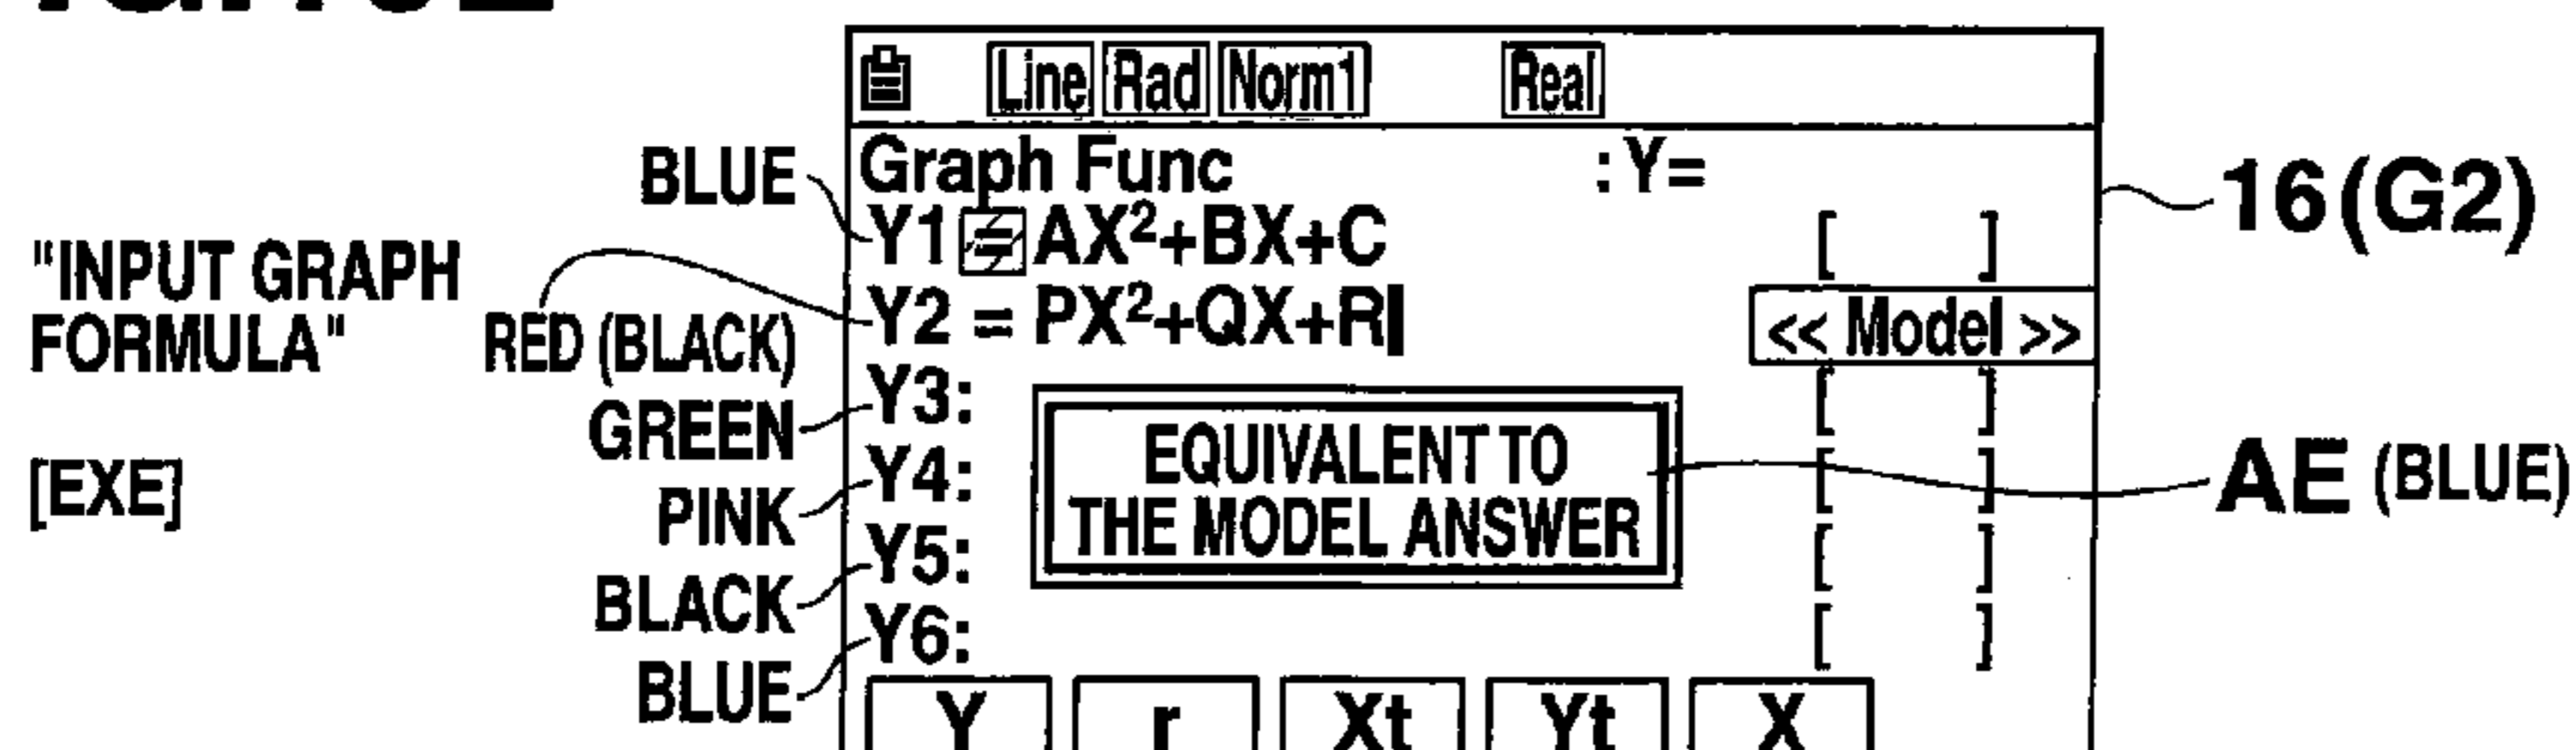 Line Rad Norm1 Real
Graph Func :Y=
BLUE
16(G2)
Y1=AX²+BX+C [ ]
"INPUT GRAPH
FORMULA"
RED (BLACK)
Y2 = PX²+QX+R << Model >>
GREEN
Y3: [ ]
[EXE]
PINK
Y4: [ ]
EQUIVALENT TO
THE MODEL ANSWER
AE (BLUE)
BLACK
Y5: [ ]
BLUE
Y6: [ ]
Y r Xt Yt X